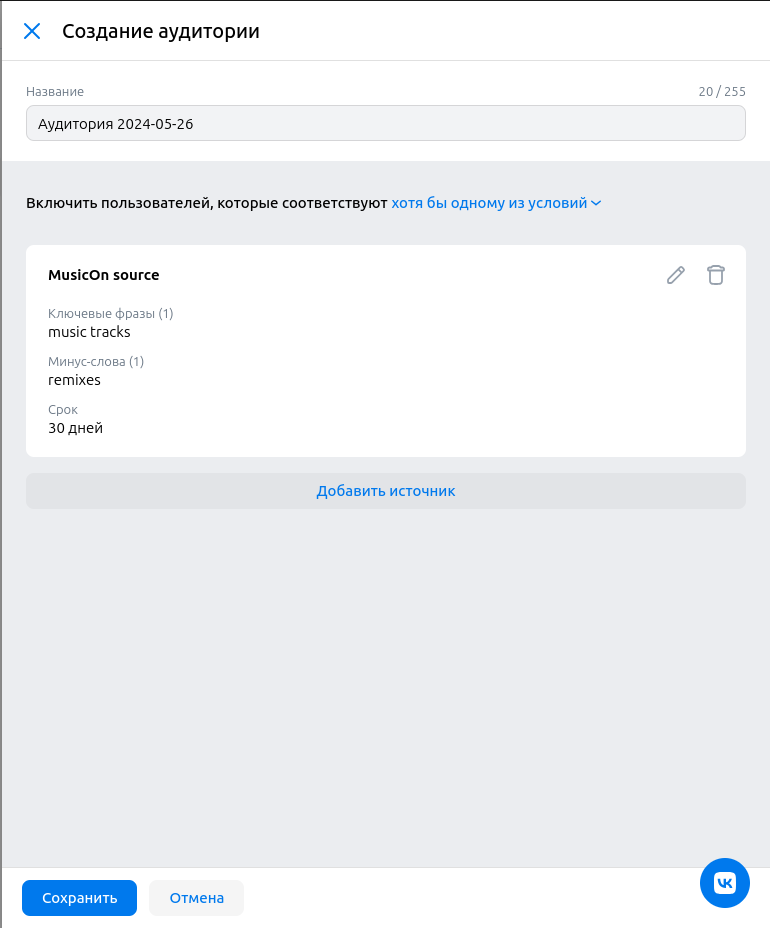 Создание аудитории
Название
20 / 255
Аудитория 2024-05-26
Включить пользователей, которые соответствуют хотя бы одному из условий
MusicOn source
Ключевые фразы (1)
music tracks
Минус-слова (1)
remixes
Срок
30 дней
Добавить источник
Сохранить
Отмена